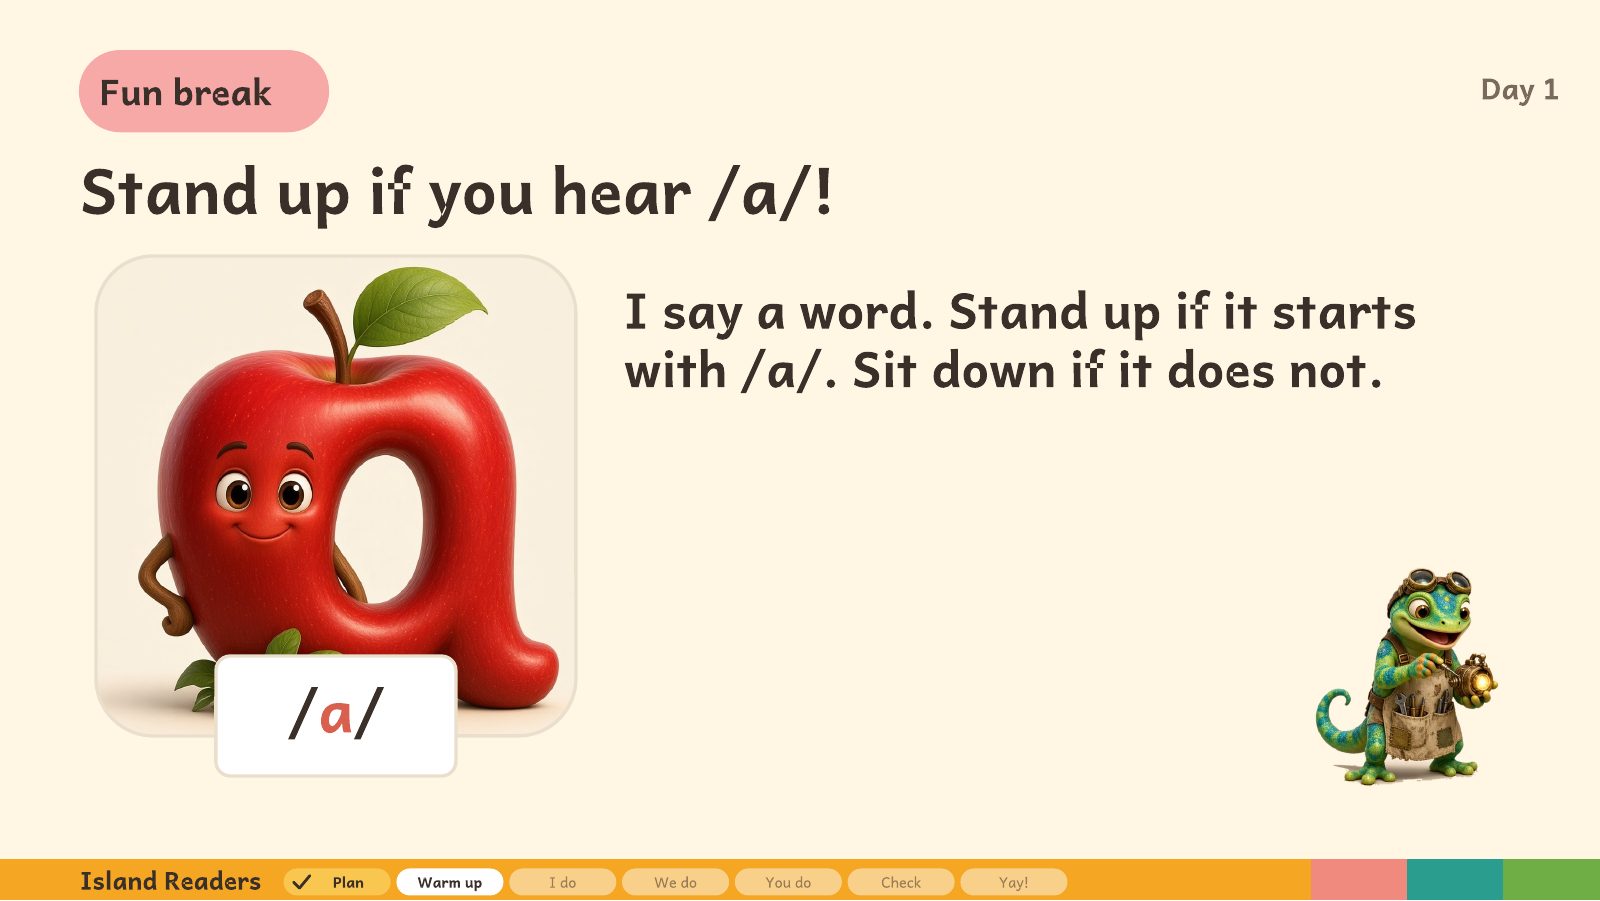 Fun break
Day 1
Stand up if you hear /a/!
I say a word. Stand up if it starts
with /a/. Sit down if it does not.
/a/
Island Readers
Plan
Warm up
I do
We do
You do
Check
Yay!